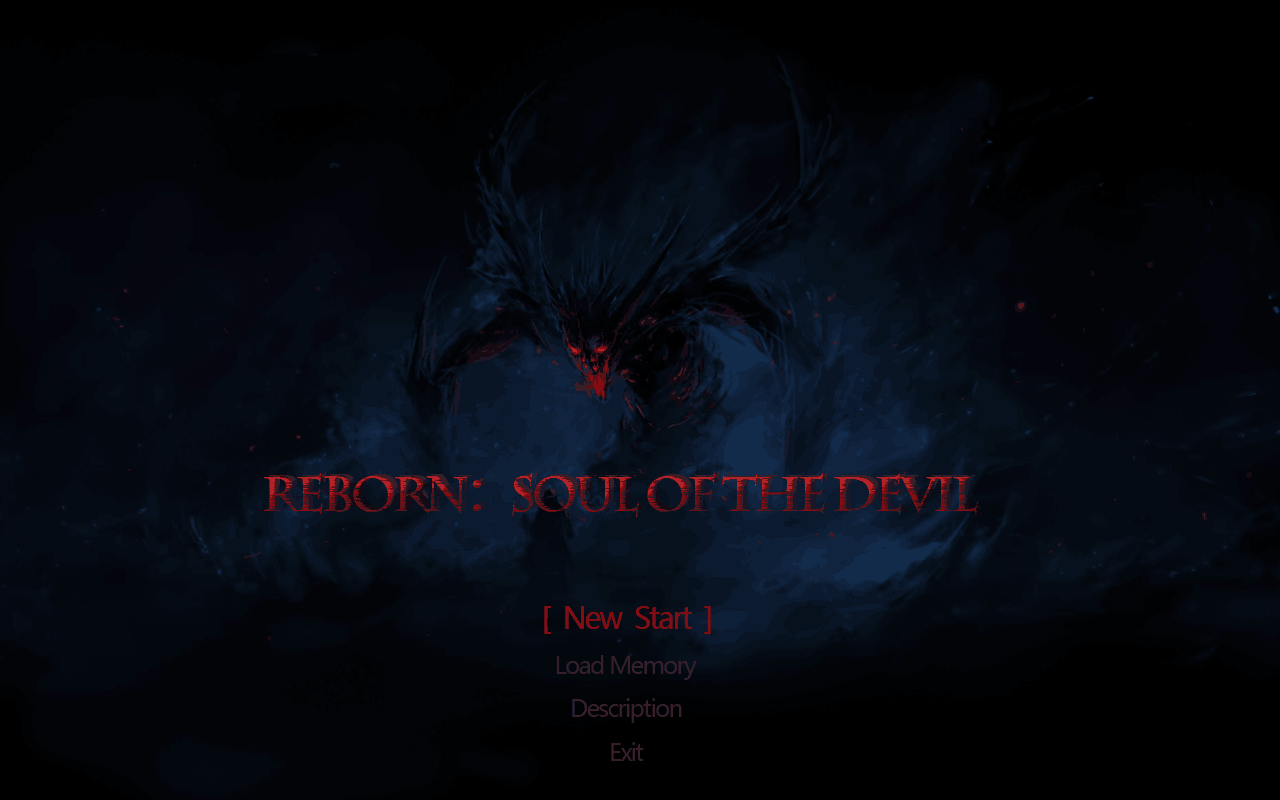 REBORN: SOUL OF THE DEVIL
[ New Start ]
Load Memory
Description
Exit